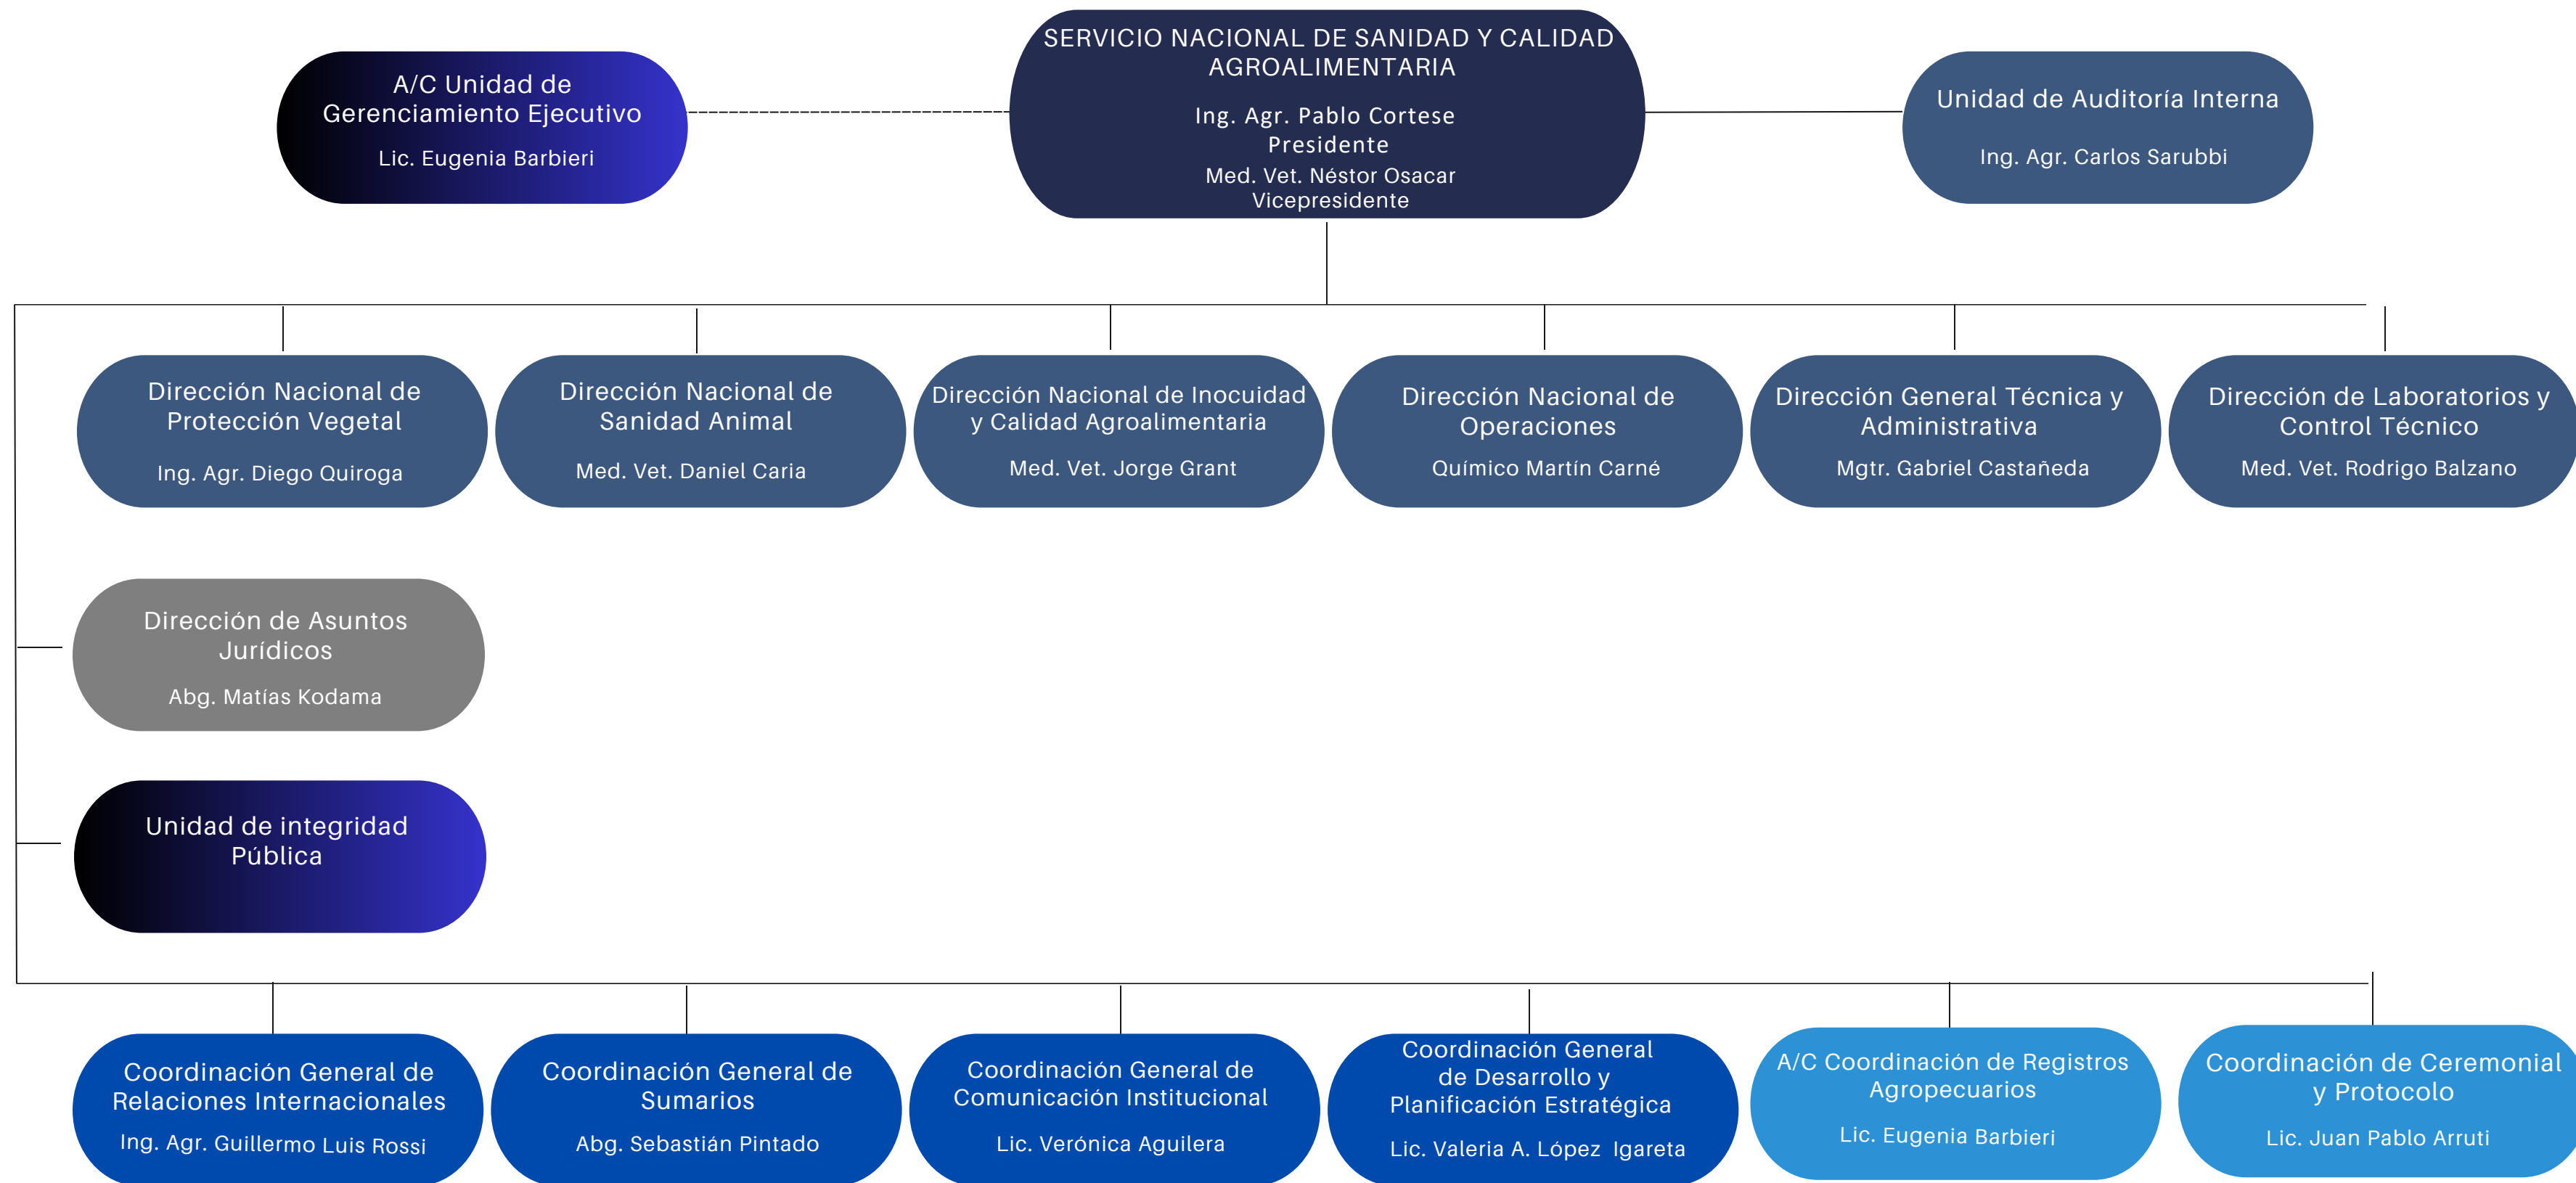 SERVICIO NACIONAL DE SANIDAD Y CALIDAD
AGROALIMENTARIA
Ing. Agr. Pablo Cortese
Presidente
Med. Vet. Néstor Osacar
Vicepresidente
A/C Unidad de
Gerenciamiento Ejecutivo
Lic. Eugenia Barbieri
Unidad de Auditoría Interna
Ing. Agr. Carlos Sarubbi
Dirección Nacional de
Protección Vegetal
Ing. Agr. Diego Quiroga
Dirección Nacional de
Sanidad Animal
Med. Vet. Daniel Caria
Dirección Nacional de Inocuidad
y Calidad Agroalimentaria
Med. Vet. Jorge Grant
Dirección Nacional de
Operaciones
Químico Martín Carné
Dirección General Técnica y
Administrativa
Mgtr. Gabriel Castañeda
Dirección de Laboratorios y
Control Técnico
Med. Vet. Rodrigo Balzano
Dirección de Asuntos
Jurídicos
Abg. Matías Kodama
Unidad de integridad
Pública
Coordinación General de
Relaciones Internacionales
Ing. Agr. Guillermo Luis Rossi
Coordinación General de
Sumarios
Abg. Sebastián Pintado
Coordinación General de
Comunicación Institucional
Lic. Verónica Aguilera
Coordinación General
de Desarrollo y
Planificación Estratégica
Lic. Valeria A. López Igareta
A/C Coordinación de Registros
Agropecuarios
Lic. Eugenia Barbieri
Coordinación de Ceremonial
y Protocolo
Lic. Juan Pablo Arruti